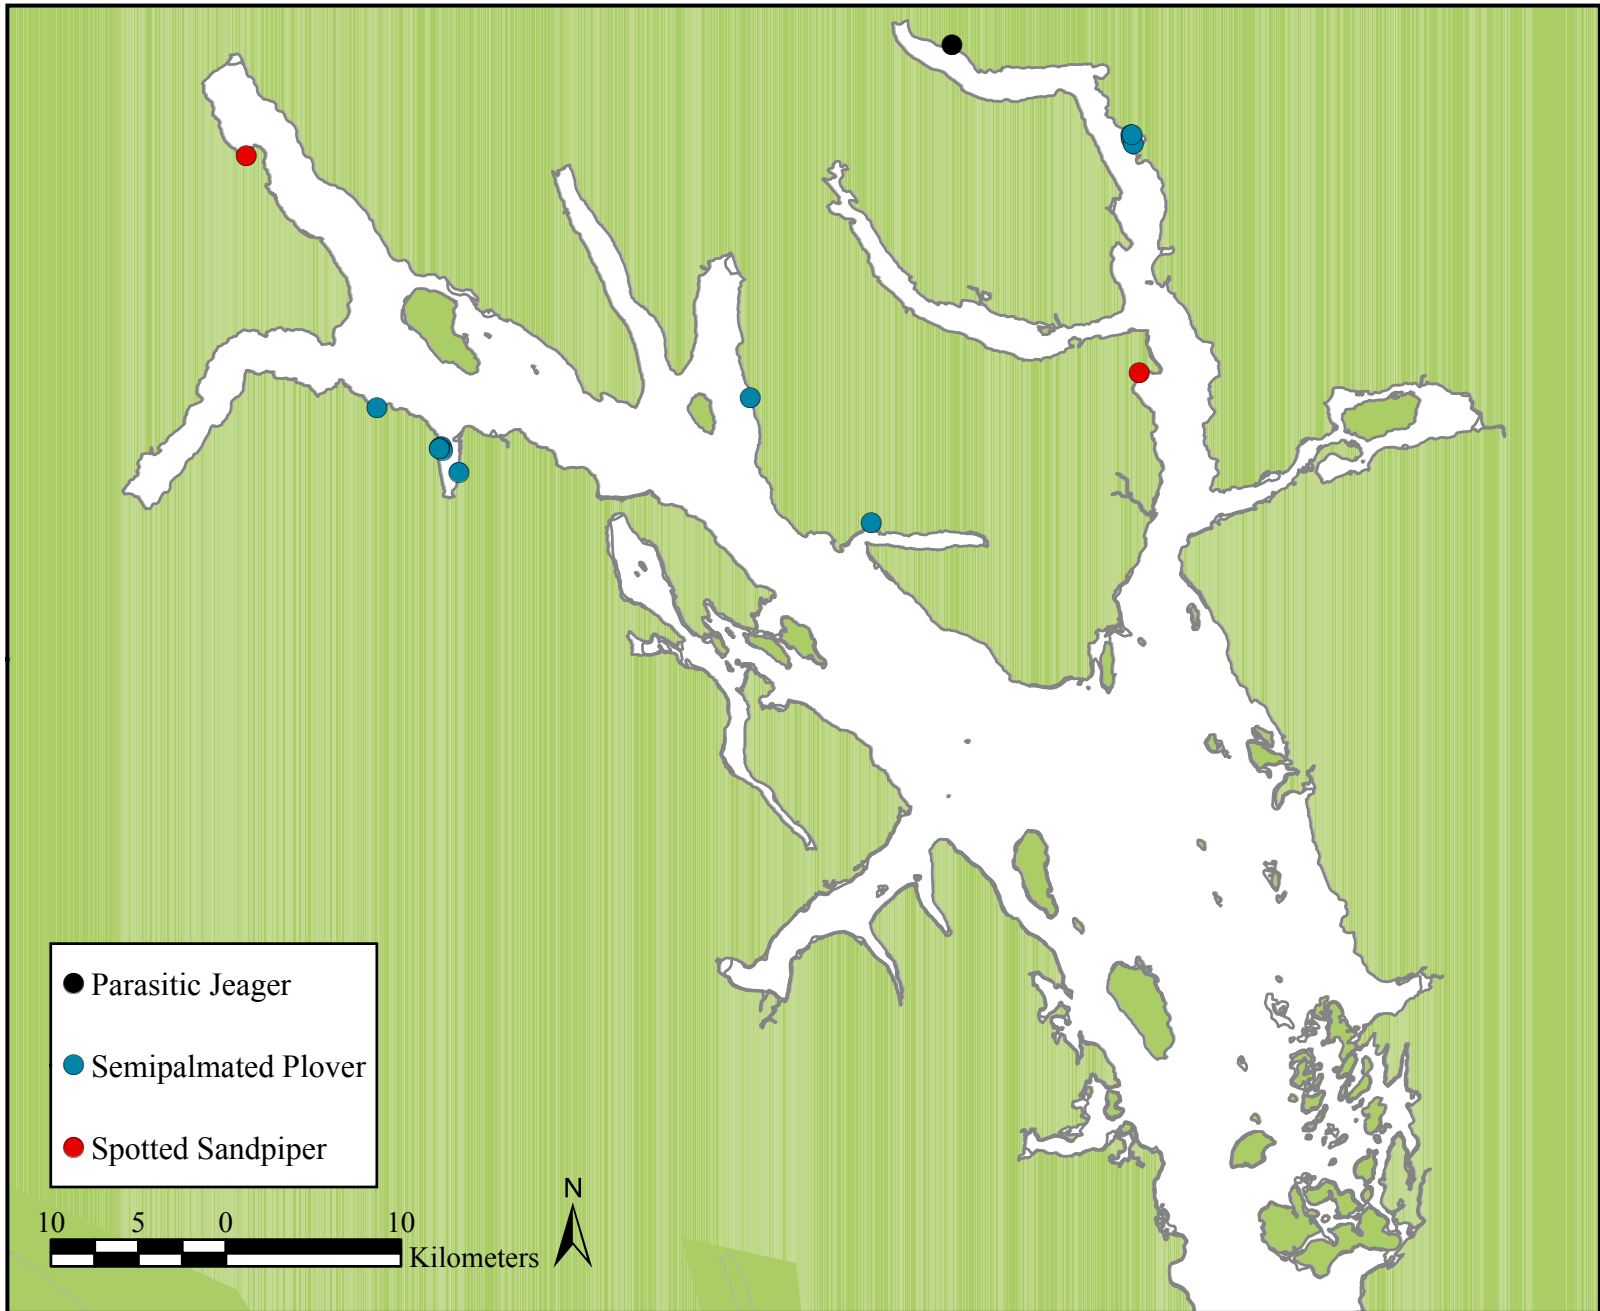 Parasitic Jeager
Semipalmated Plover
Spotted Sandpiper
10 5 0 10
Kilometers
N